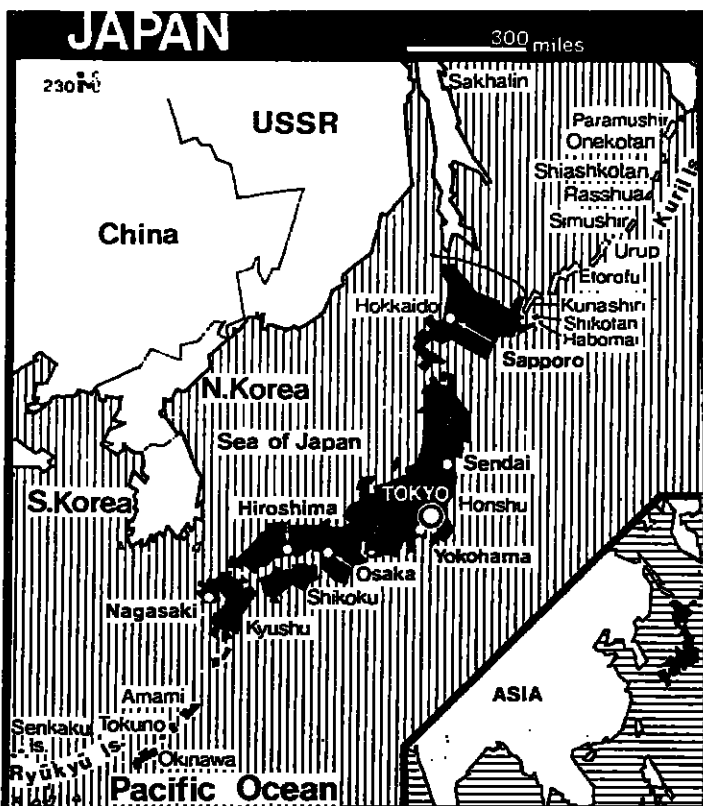 JAPAN
300 miles
Sakhalin
230
USSR
Paramushir
Onekotan
Shiashkotan
Rasshua
Kuril Is.
Simushir
China
Urup
Etorofu
Hokkaido
Kunashiri
Shikotan
Habomai
Sapporo
N.Korea
Sea of Japan
Sendai
TOKYO
S.Korea
Hiroshima
Honshu
Yokohama
Osaka
Shikoku
Nagasaki
Kyushu
ASIA
Amami
Senkaku
is.
Tokuno
Ryukyu Is
Okinawa
Pacific Ocean